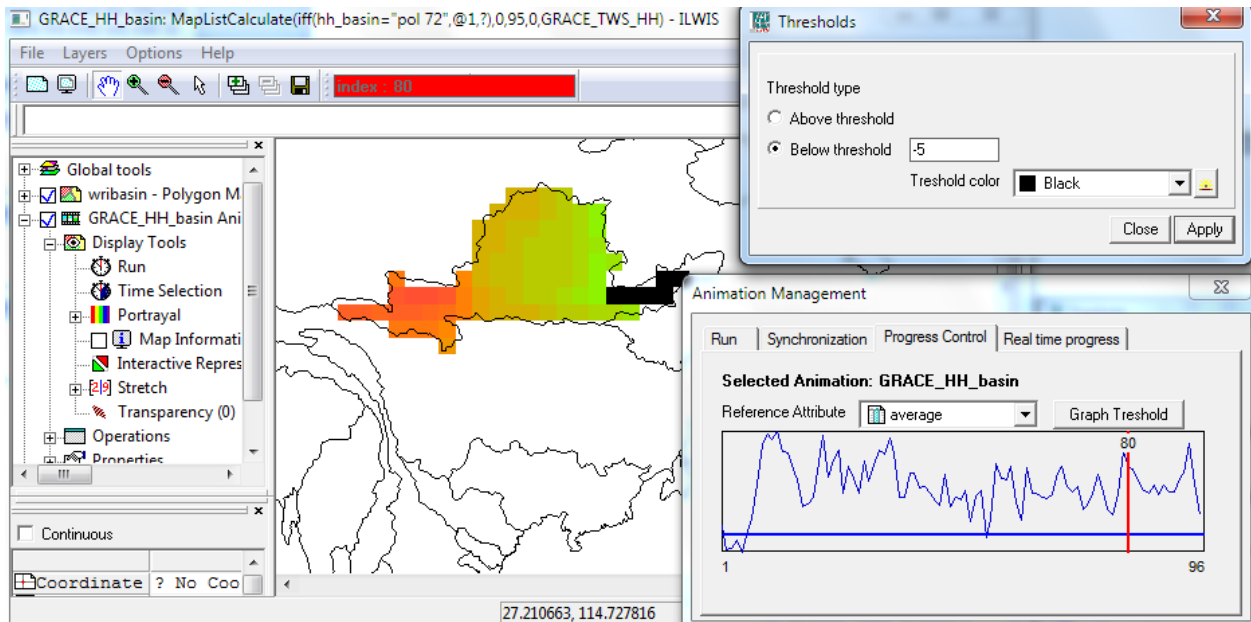 GRACE_HH_basin: MapListCalculate(iff(hh_basin="pol 72",@1,?),0,95,0,GRACE_TWS_HH) - ILWIS
File Layers Options Help
index : 80
Global tools
wribasin - Polygon M
GRACE_HH_basin Ani
Display Tools
Run
Time Selection
Portrayal
Map Informati
Interactive Repres
Stretch
Transparency (0)
Operations
Properties
Continuous
Coordinate ? No Coo
27.210663, 114.727816
Thresholds
Threshold type
Above threshold
Below threshold -5
Treshold color Black
Close Apply
Animation Management
Run Synchronization Progress Control Real time progress
Selected Animation: GRACE_HH_basin
Reference Attribute average Graph Treshold
80
1 96